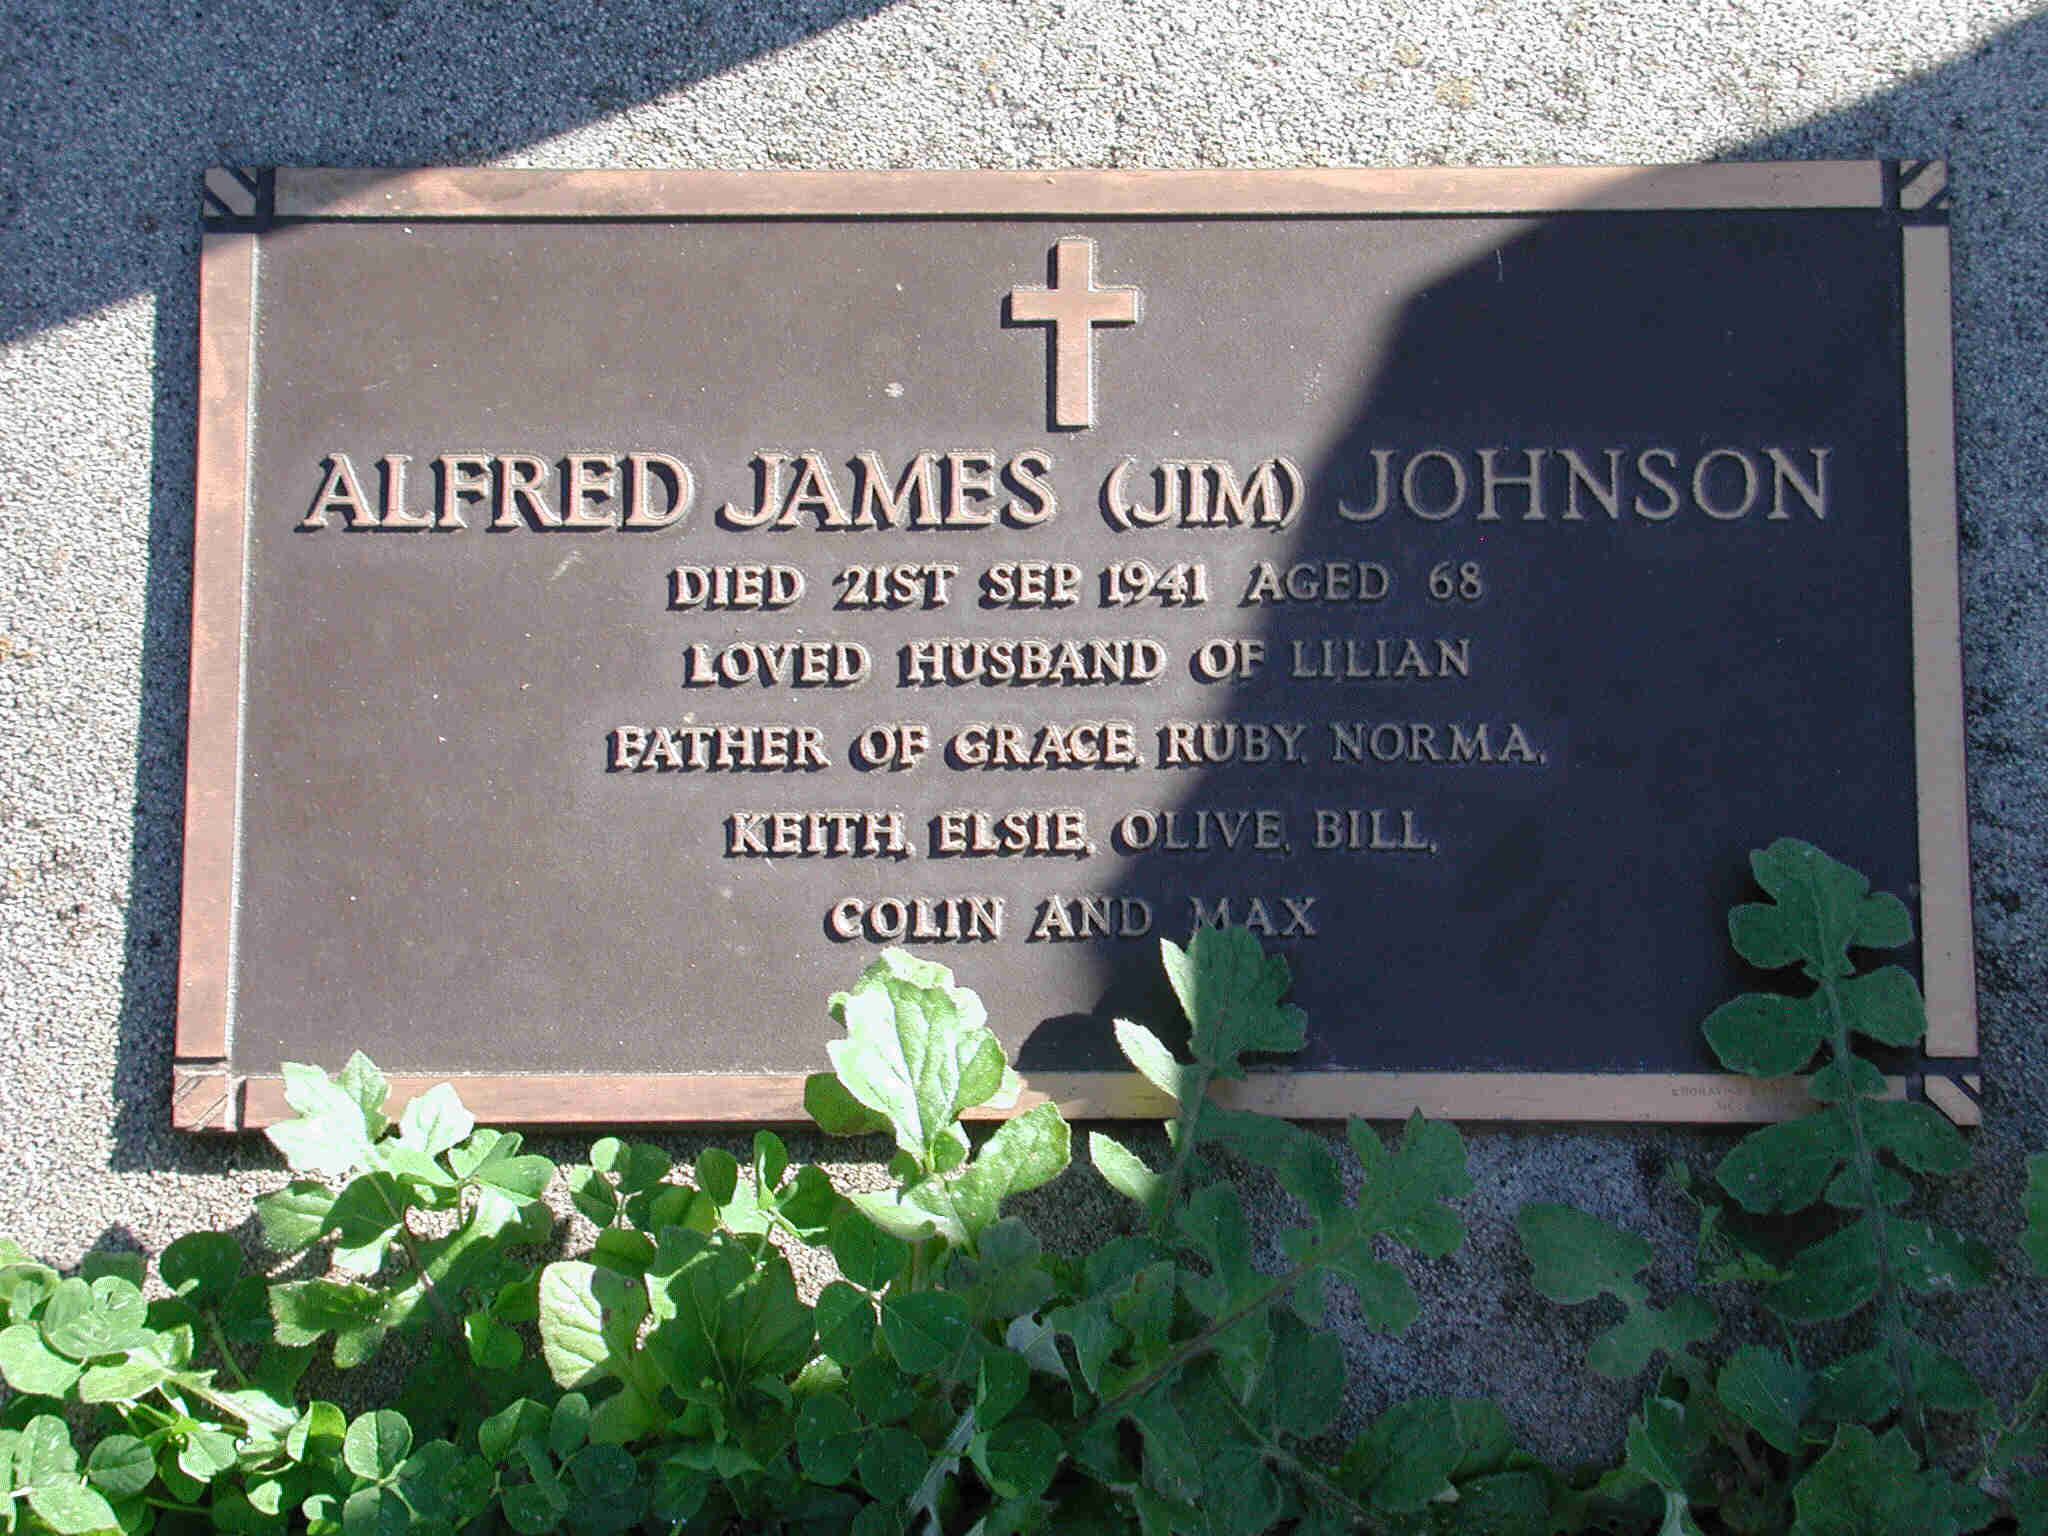 ALFRED JAMES (JIM) JOHNSON
DIED 21ST SEP. 1941 AGED 68
LOVED HUSBAND OF LILIAN
FATHER OF GRACE, RUBY, NORMA,
KEITH, ELSIE, OLIVE, BILL,
COLIN AND MAX